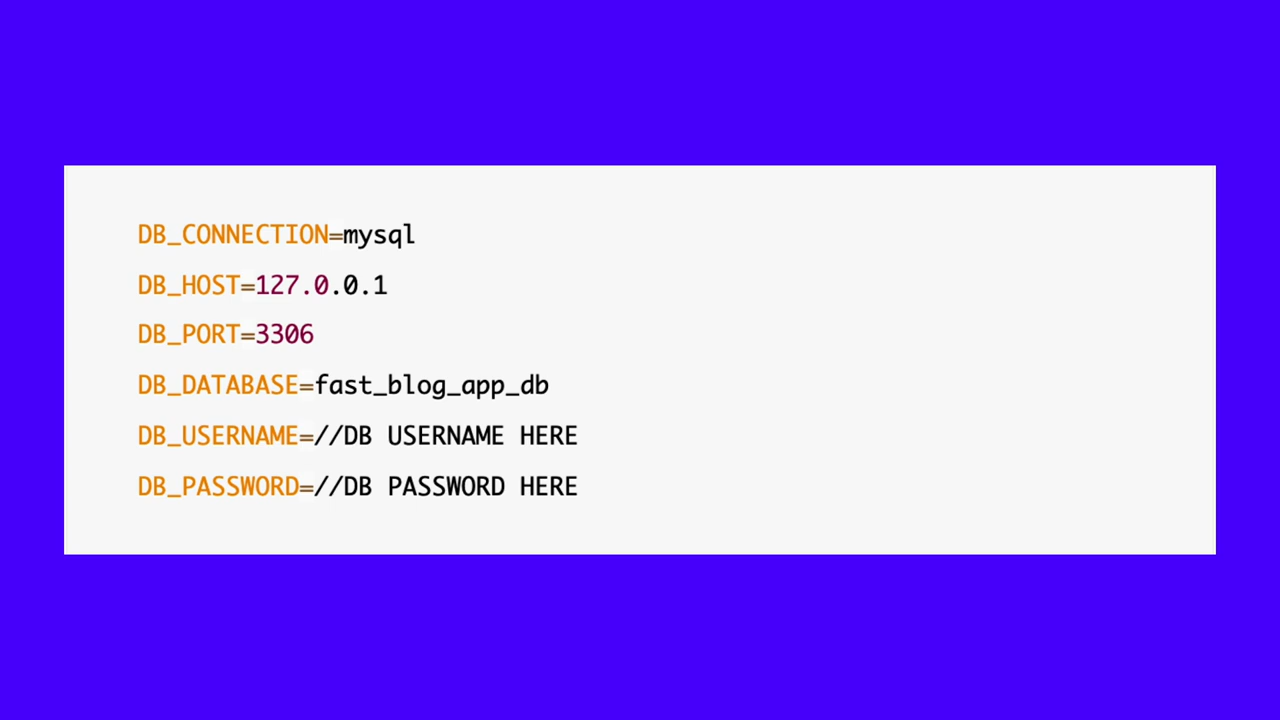 DB_CONNECTION=mysql
DB_HOST=127.0.0.1
DB_PORT=3306
DB_DATABASE=fast_blog_app_db
DB_USERNAME=//DB USERNAME HERE
DB_PASSWORD=//DB PASSWORD HERE